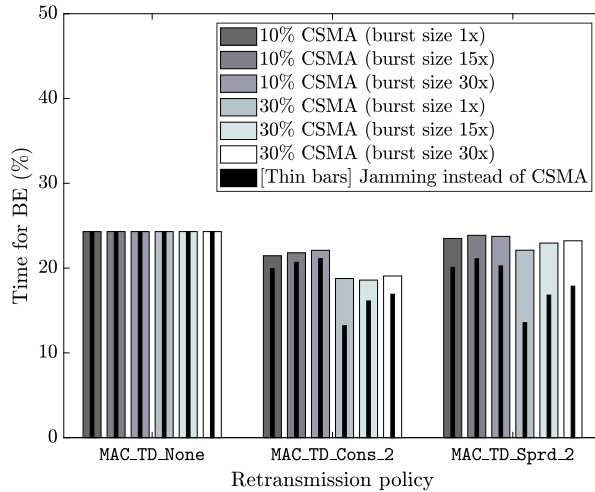 50
40
30
20
10
0
Time for BE (%)
10% CSMA (burst size 1x)
10% CSMA (burst size 15x)
10% CSMA (burst size 30x)
30% CSMA (burst size 1x)
30% CSMA (burst size 15x)
30% CSMA (burst size 30x)
[Thin bars] Jamming instead of CSMA
MAC_TD_None
MAC_TD_Cons_2
MAC_TD_Sprd_2
Retransmission policy